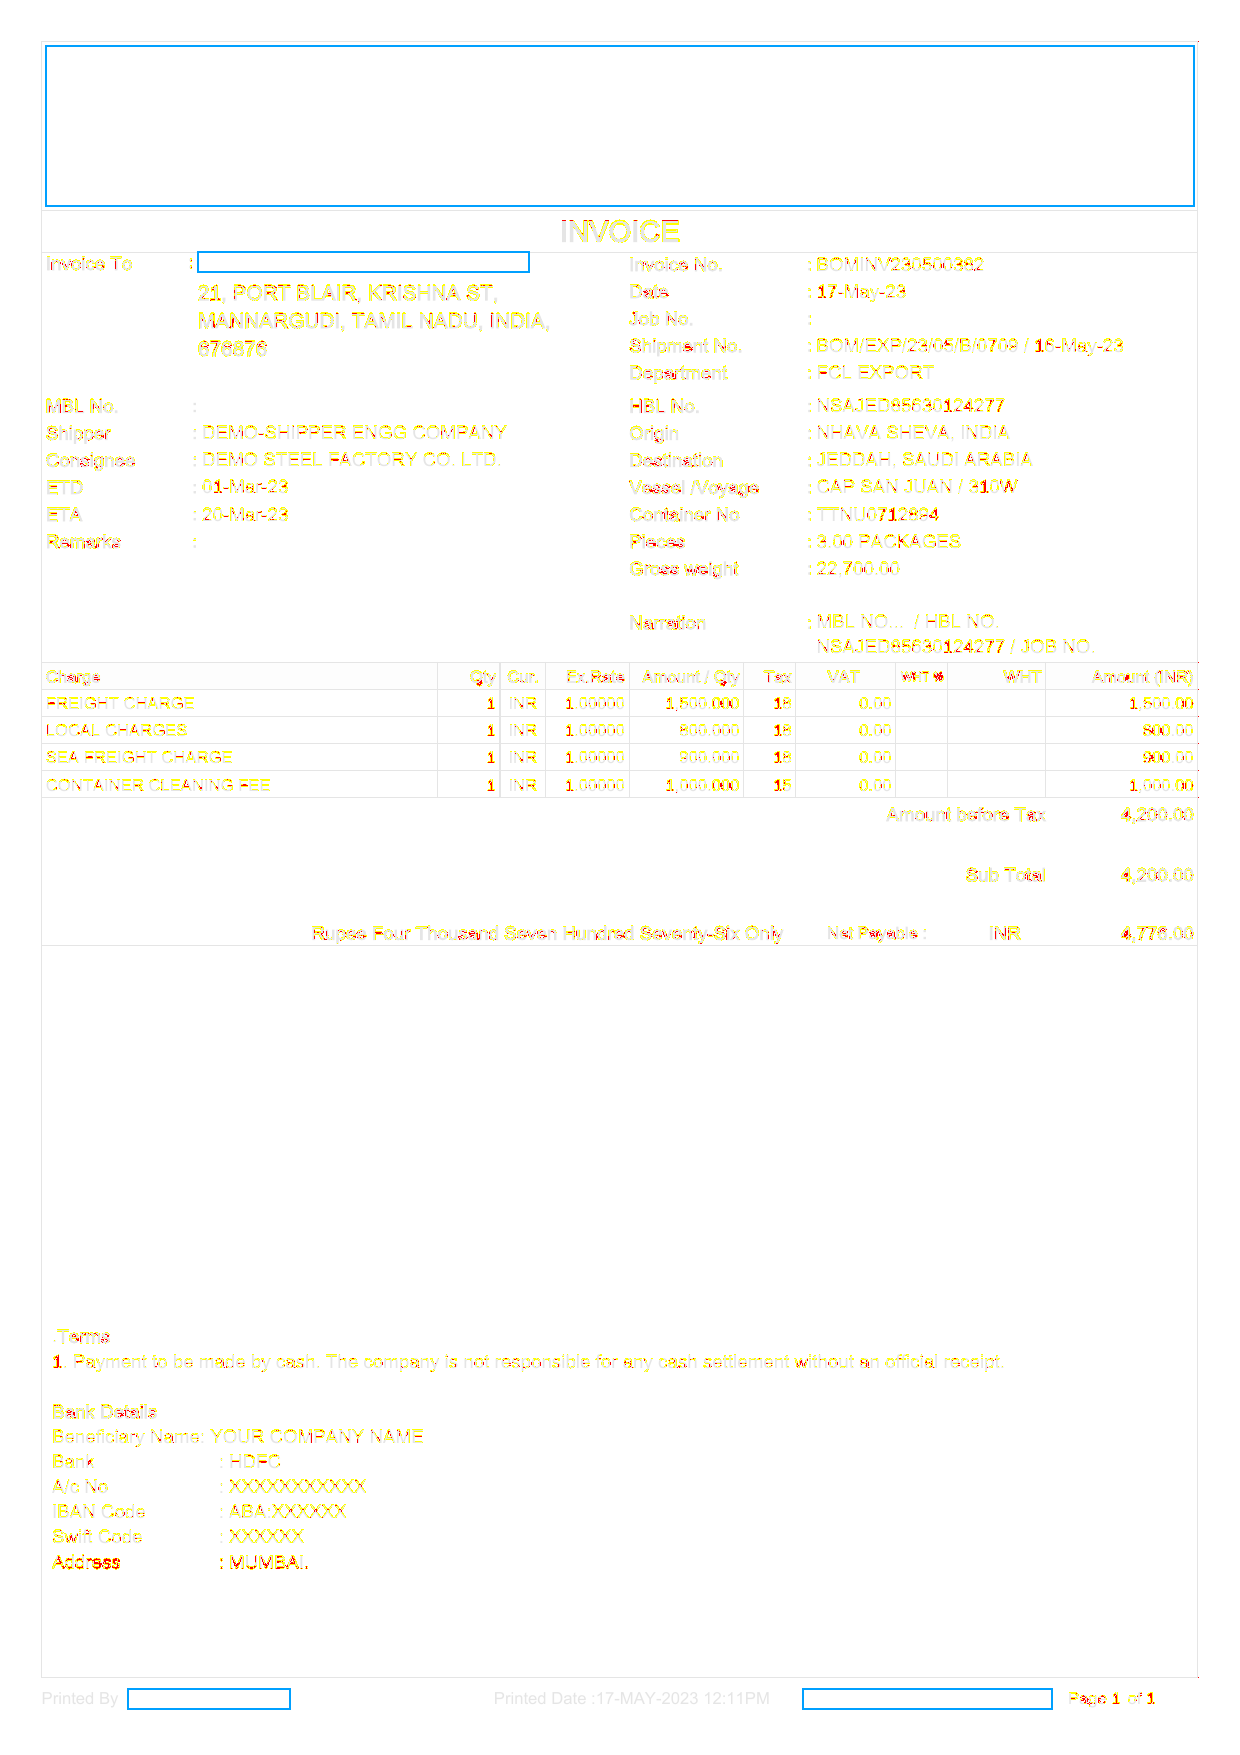 INVOICE
Invoice To :
21, PORT BLAIR, KRISHNA ST,
MANNARGUDI, TAMIL NADU, INDIA,
Invoice No. :
Date : 17-May-23
Job No. :
Shipment No. : BOM/EXP/23/05/B/0709 / 15-May-23
Department : FCL EXPORT
MBL No. :
Shipper : DEMO-SHIPPER ENGG COMPANY
Consignee : DEMO STEEL FACTORY CO. LTD.
ETD : 01-Mar-23
ETA : 20-Mar-23
Remarks :
HBL No. :
Origin : NHAVA SHEVA, INDIA
Destination : JEDDAH, SAUDI ARABIA
Vessel /Voyage : CAP SAN JUAN / 310W
Container No : TTNU0712894
Pieces : 3.00 PACKAGES
Gross weight : 22,700.00
Narration : MBL NO... / HBL NO.
/ JOB NO.
Charge Qty Cur. Ex.Rate Amount / Qty Tax VAT WHT % WHT Amount (INR)
FREIGHT CHARGE 1 INR 1.00000 1,500.000 18 0.00 1,500.00
LOCAL CHARGES 1 INR 1.00000 800.000 18 0.00 800.00
SEA FREIGHT CHARGE 1 INR 1.00000 900.000 18 0.00 900.00
CONTAINER CLEANING FEE 1 INR 1.00000 1,000.000 0.00 1,000.00
Amount before Tax 4,200.00
Sub Total 4,200.00
Rupee Four Thousand Seven Hundred Seventy-Six Only Net Payable : INR 4,776.00
.Terms
1. Payment to be made by cash. The company is not responsible for any cash settlement without an official receipt.
Bank Details
Beneficiary Name: YOUR COMPANY NAME
Bank : HDFC
A/c No : XXXXXXXXXXX
IBAN Code : ABA:XXXXXX
Swift Code : XXXXXX
Address : MUMBAI.
Printed By
Printed Date :17-MAY-2023 12:11PM
Page 1 of 1